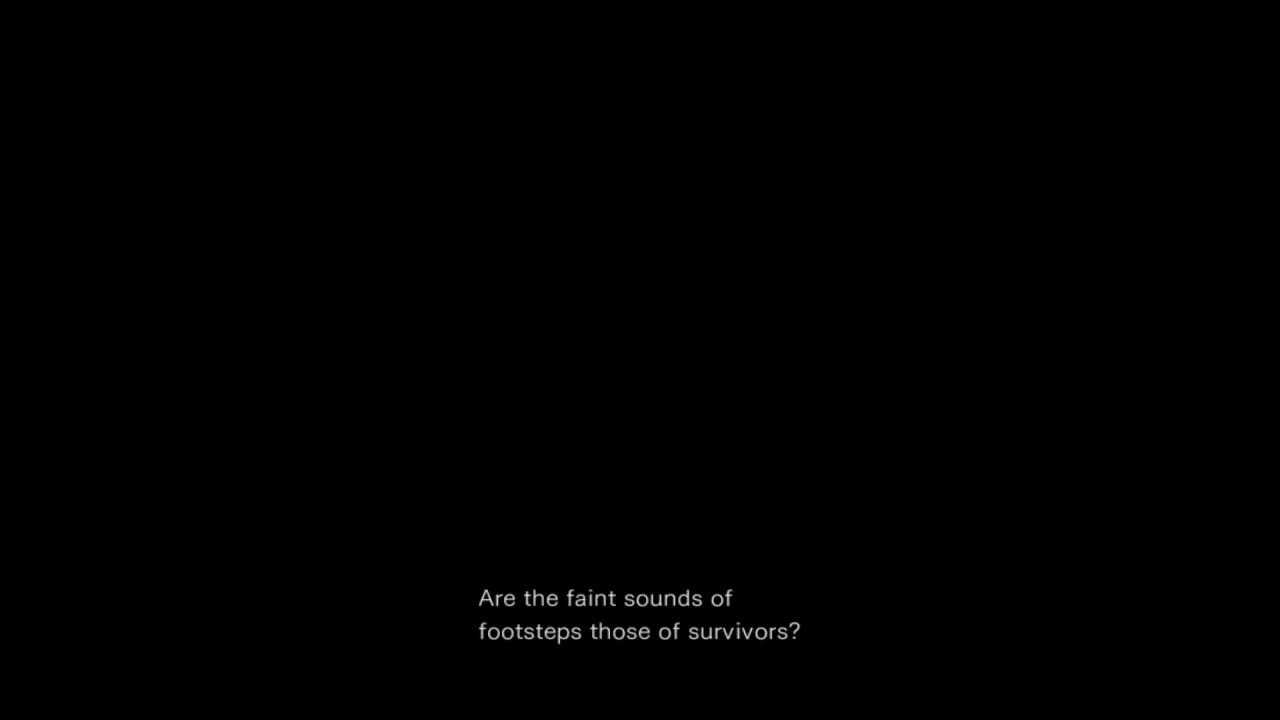 Are the faint sounds of
footsteps those of survivors?